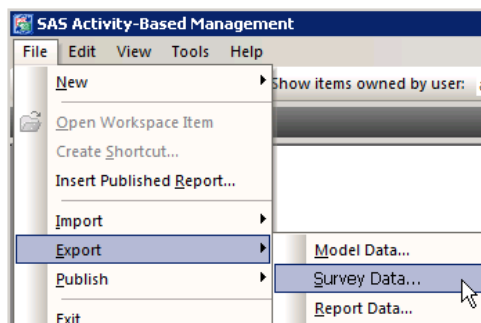 SAS Activity-Based Management
File Edit View Tools Help
New
Show items owned by user:
Open Workspace Item
Create Shortcut...
Insert Published Report...
Import
Export
Model Data...
Publish
Survey Data...
Report Data...
Exit